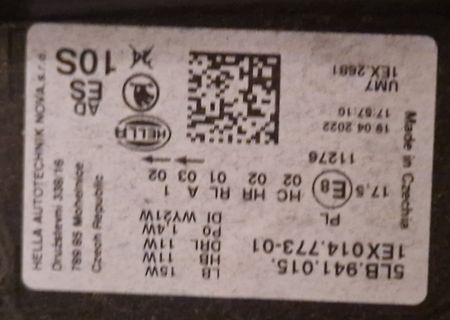 5LB.941.015.
1EX014.773-01
PL
17.5 E8
Made in Czechia
HC HR RL A 1
02 02 01 03 02
11276
19 04 2022
17:57:10
UM7
1EX.2681
LB 15W
HB 11W
DRL 11W
PO 1,4W
DI WY21W
HELLA
ES
10S
24
HELLA AUTOTECHNIK NOVA,s.r.o.
Družstevní 338/16
789 85 Mohelnice
Czech Republic